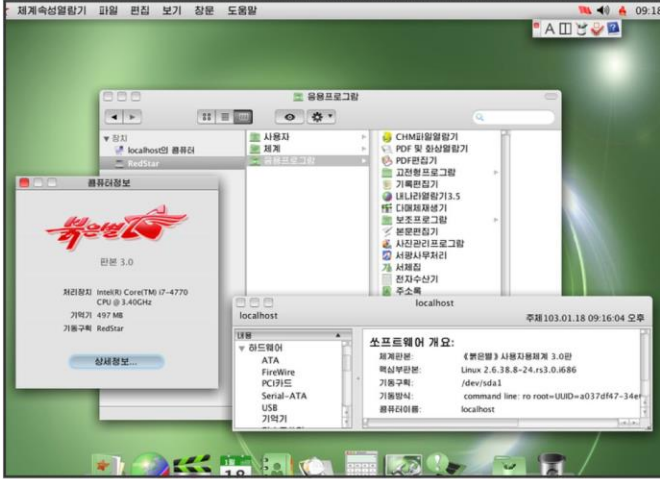 체계속성열람기 파일 편집 보기 창문 도움말
09:18
A
응용프로그람
장치
localhost의 콤퓨터
RedStar
사용자
체계
응용프로그람
CHM파일열람기
PDF 및 화상열람기
PDF편집기
고전형프로그람
기록편집기
내나라열람기3.5
다매체재생기
보조프로그람
본문편집기
사진관리프로그람
서광사무처리
서체집
전자수산기
주소록
콤퓨터정보
붉은별
판본 3.0
처리장치 Intel(R) Core(TM) i7-4770
CPU @ 3.40GHz
기억기 497 MB
기동구획 RedStar
상세정보...
localhost
localhost
주체103.01.18 09:16:04 오후
내용
하드웨어
ATA
FireWire
PCI카드
Serial-ATA
USB
기억기
쏘프트웨어 개요:
체계판본: 《붉은별》사용자용체계 3.0판
핵심부판본: Linux 2.6.38.8-24.rs3.0.i686
기동구획: /dev/sda1
기동방식: command line: ro root=UUID=a037df47-34e
콤퓨터이름: localhost
18